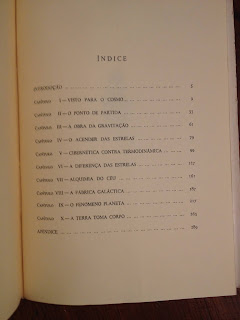 ÍNDICE
INTRODUÇÃO
Capítulo I — VISTO PARA O COSMO
Capítulo II — O PONTO DE PARTIDA
Capítulo III — A OBRA DA GRAVITAÇÃO
Capítulo IV — O ACENDER DAS ESTRELAS
Capítulo V — CIBERNÉTICA CONTRA TERMODINÂMICA
Capítulo VI — A DIFERENÇA DAS ESTRELAS
Capítulo VII — ALQUIMIA DO CÉU
Capítulo VIII — A FÁBRICA GALÁCTICA
Capítulo IX — O FENÓMENO PLANETA
Capítulo X — A TERRA TOMA CORPO
APÊNDICE